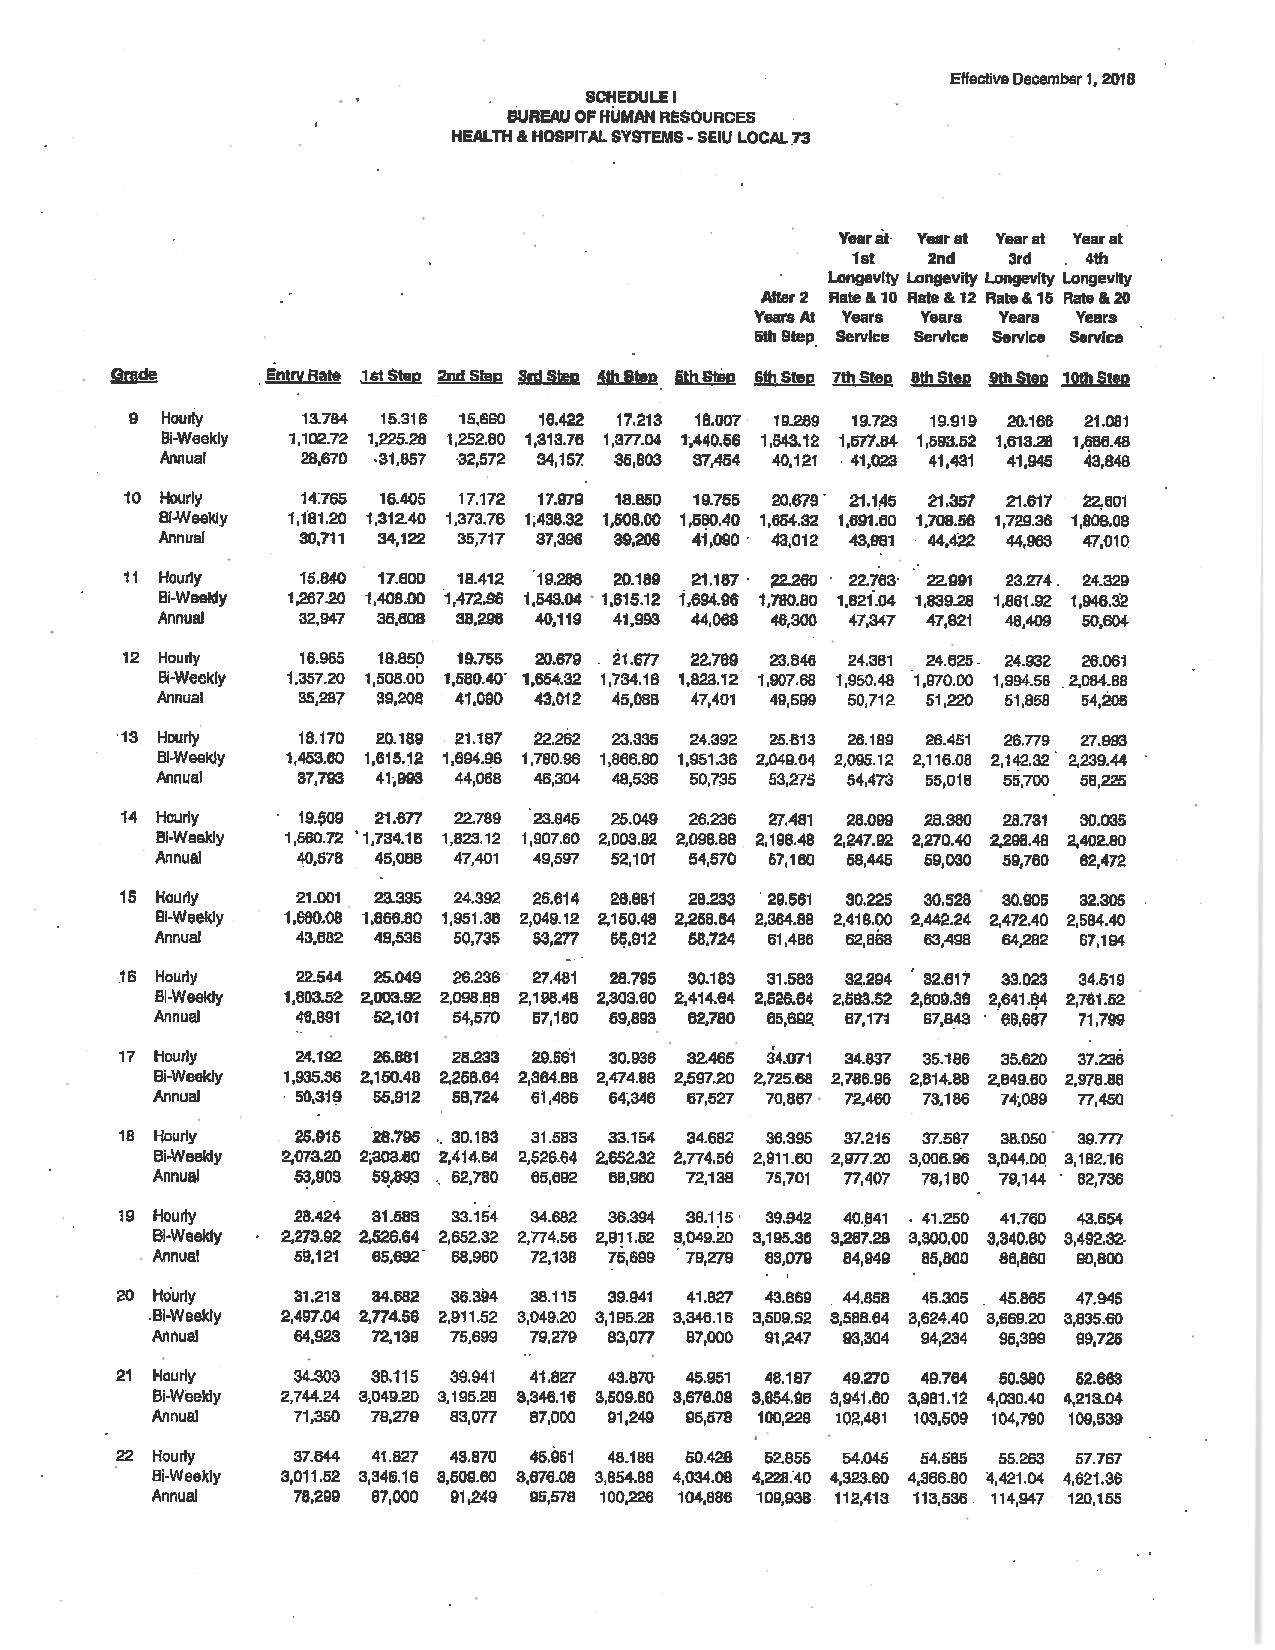 Effective December 1, 2018
SCHEDULE I
BUREAU OF HUMAN RESOURCES
HEALTH & HOSPITAL SYSTEMS - SEIU LOCAL 73
Year at Year at Year at Year at
1st 2nd 3rd 4th
Longevity Longevity Longevity Longevity
After 2 Rate & 10 Rate & 12 Rate & 15 Rate & 20
Years At Years Years Years Years
5th Step Service Service Service Service
Grade Entry Rate 1st Step 2nd Step 3rd Step 4th Step 5th Step 6th Step 7th Step 8th Step 9th Step 10th Step
9 Hourly 13.784 15.316 15.660 16.422 17.213 18.007 19.289 19.723 19.919 20.166 21.081
Bi-Weekly 1,102.72 1,225.28 1,252.80 1,313.76 1,377.04 1,440.56 1,543.12 1,577.84 1,593.52 1,613.28 1,686.48
Annual 28,670 31,857 32,572 34,157 35,803 37,454 40,121 41,023 41,431 41,945 43,848
10 Hourly 14.765 16.405 17.172 17.979 18.850 19.755 20.679 21.145 21.357 21.617 22.601
Bi-Weekly 1,181.20 1,312.40 1,373.76 1,438.32 1,508.00 1,580.40 1,654.32 1,691.60 1,708.56 1,729.36 1,808.08
Annual 30,711 34,122 35,717 37,396 39,208 41,090 43,012 43,981 44,422 44,963 47,010
11 Hourly 15.840 17.600 18.412 19.288 20.189 21.187 22.260 22.763 22.991 23.274 24.329
Bi-Weekly 1,267.20 1,408.00 1,472.96 1,543.04 1,615.12 1,694.96 1,780.80 1,821.04 1,839.28 1,861.92 1,946.32
Annual 32,947 36,608 38,296 40,119 41,993 44,068 46,300 47,347 47,821 48,409 50,604
12 Hourly 16.965 18.850 19.755 20.679 21.677 22.789 23.846 24.381 24.625 24.932 26.061
Bi-Weekly 1,357.20 1,508.00 1,580.40 1,654.32 1,734.16 1,823.12 1,907.68 1,950.48 1,970.00 1,994.56 2,084.88
Annual 35,287 39,208 41,090 43,012 45,088 47,401 49,599 50,712 51,220 51,858 54,206
13 Hourly 18.170 20.189 21.187 22.262 23.335 24.392 25.613 26.189 26.451 26.779 27.993
Bi-Weekly 1,453.60 1,615.12 1,694.96 1,780.96 1,866.80 1,951.36 2,049.04 2,095.12 2,116.08 2,142.32 2,239.44
Annual 37,793 41,993 44,068 46,304 48,536 50,735 53,275 54,473 55,018 55,700 58,225
14 Hourly 19.509 21.677 22.789 23.845 25.049 26.236 27.481 28.099 28.380 28.731 30.035
Bi-Weekly 1,560.72 1,734.16 1,823.12 1,907.60 2,003.92 2,098.88 2,198.48 2,247.92 2,270.40 2,298.48 2,402.80
Annual 40,578 45,088 47,401 49,597 52,101 54,570 57,160 58,445 59,030 59,760 62,472
15 Hourly 21.001 23.335 24.392 25.614 26.881 28.233 29.561 30.225 30.528 30.905 32.305
Bi-Weekly 1,680.08 1,866.80 1,951.36 2,049.12 2,150.48 2,258.64 2,364.88 2,418.00 2,442.24 2,472.40 2,584.40
Annual 43,682 48,536 50,735 53,277 55,912 58,724 61,486 62,868 63,498 64,282 67,194
16 Hourly 22.544 25.049 26.236 27.481 28.795 30.183 31.583 32.294 32.617 33.023 34.519
Bi-Weekly 1,803.52 2,003.92 2,098.88 2,198.48 2,303.60 2,414.64 2,526.64 2,583.52 2,609.36 2,641.84 2,761.52
Annual 46,891 52,101 54,570 57,160 59,893 62,780 65,692 67,171 67,843 68,687 71,799
17 Hourly 24.192 26.881 28.233 29.561 30.936 32.465 34.071 34.837 35.186 35.620 37.236
Bi-Weekly 1,935.36 2,150.48 2,258.64 2,364.88 2,474.88 2,597.20 2,725.68 2,786.96 2,814.88 2,849.60 2,978.88
Annual 50,319 55,912 58,724 61,486 64,346 67,527 70,867 72,460 73,186 74,089 77,450
18 Hourly 25.915 28.795 30.183 31.583 33.154 34.682 36.395 37.215 37.587 38.050 39.777
Bi-Weekly 2,073.20 2,303.60 2,414.64 2,526.64 2,652.32 2,774.56 2,911.60 2,977.20 3,006.96 3,044.00 3,182.16
Annual 53,903 59,893 62,780 65,692 68,960 72,138 75,701 77,407 78,180 79,144 82,736
19 Hourly 28.424 31.583 33.154 34.682 36.394 38.115 39.942 40.841 41.250 41.760 43.654
Bi-Weekly 2,273.92 2,526.64 2,652.32 2,774.56 2,911.52 3,049.20 3,195.36 3,267.28 3,300.00 3,340.80 3,492.32
Annual 59,121 65,692 68,960 72,138 75,699 79,279 83,079 84,949 85,800 86,860 90,800
20 Hourly 31.213 34.682 36.394 38.115 39.941 41.827 43.869 44.858 45.305 45.865 47.945
Bi-Weekly 2,497.04 2,774.56 2,911.52 3,049.20 3,195.28 3,346.16 3,509.52 3,588.64 3,624.40 3,669.20 3,835.60
Annual 64,923 72,138 75,699 79,279 83,077 87,000 91,247 93,304 94,234 95,399 99,725
21 Hourly 34.303 38.115 39.941 41.827 43.870 45.951 48.187 49.270 49.764 50.380 52.663
Bi-Weekly 2,744.24 3,049.20 3,195.28 3,346.16 3,509.60 3,676.08 3,854.96 3,941.60 3,981.12 4,030.40 4,213.04
Annual 71,350 79,279 83,077 87,000 91,249 95,578 100,228 102,481 103,509 104,790 109,539
22 Hourly 37.644 41.827 43.870 45.951 48.186 50.426 52.855 54.045 54.585 55.263 57.767
Bi-Weekly 3,011.52 3,346.16 3,509.60 3,676.08 3,854.88 4,034.08 4,228.40 4,323.60 4,366.80 4,421.04 4,621.36
Annual 78,299 87,000 91,249 95,578 100,226 104,886 109,938 112,413 113,536 114,947 120,155